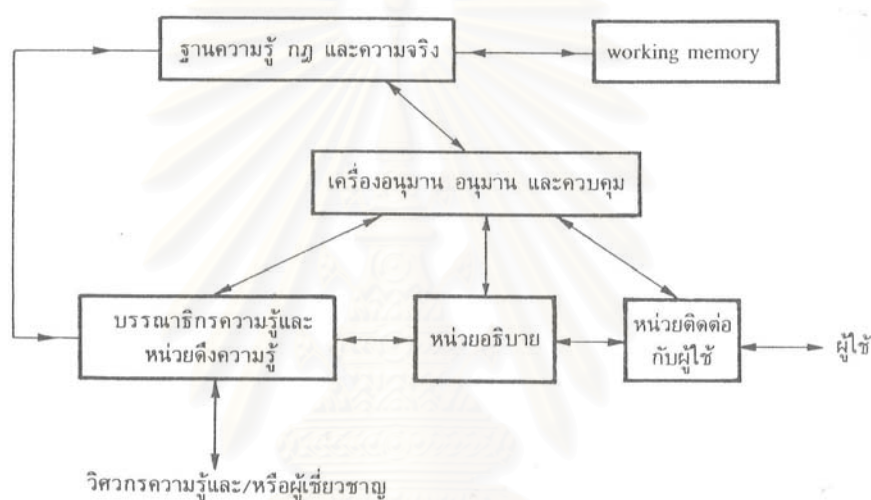 ฐานความรู้ กฎ และความจริง
working memory
เครื่องอนุมาน อนุมาน และควบคุม
บรรณาธิกรความรู้และ
หน่วยดึงความรู้
หน่วยอธิบาย
หน่วยติดต่อ
กับผู้ใช้
ผู้ใช้
วิศวกรความรู้และ/หรือผู้เชี่ยวชาญ